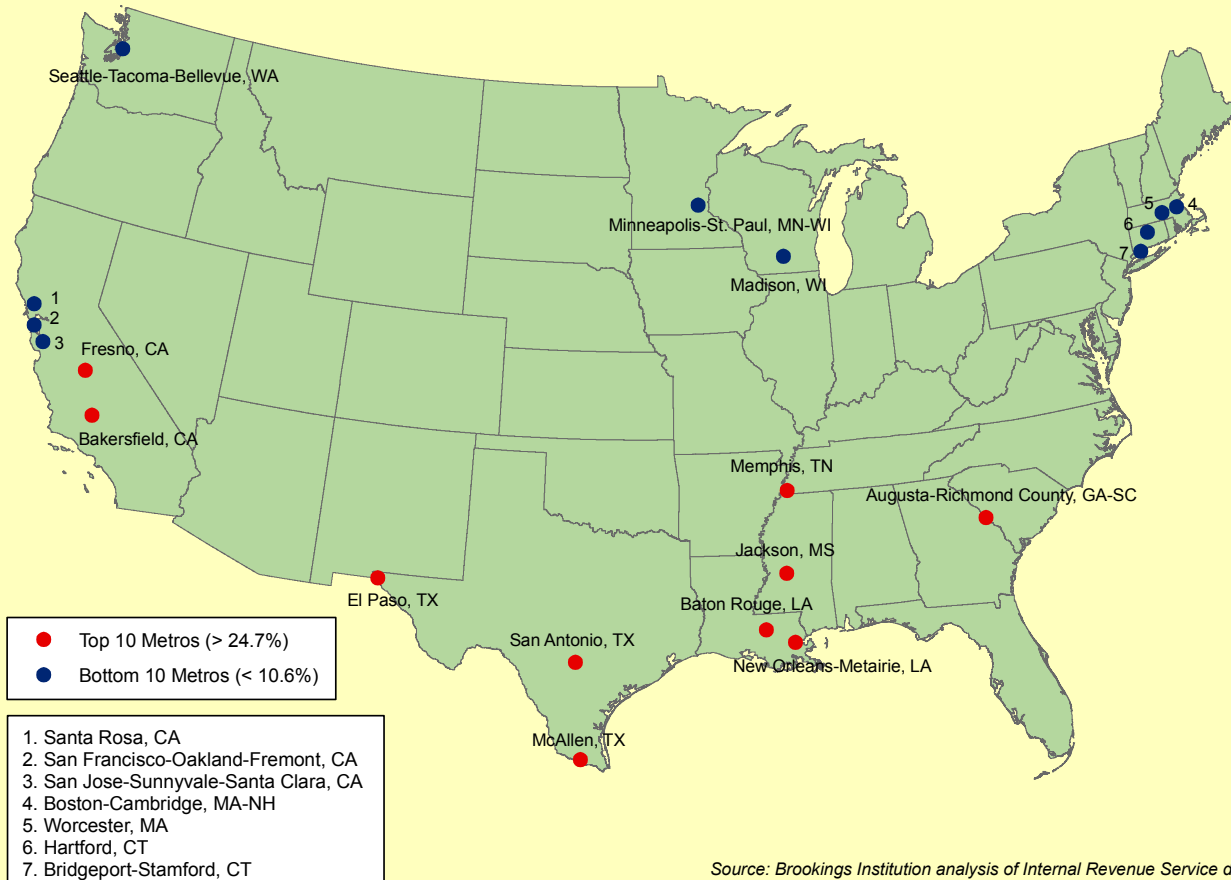 Seattle-Tacoma-Bellevue, WA
Minneapolis-St. Paul, MN-WI
Madison, WI
5
4
6
7
1
2
3
Fresno, CA
Bakersfield, CA
Memphis, TN
Augusta-Richmond County, GA-SC
Jackson, MS
El Paso, TX
Baton Rouge, LA
San Antonio, TX
New Orleans-Metairie, LA
McAllen, TX
Top 10 Metros (> 24.7%)
Bottom 10 Metros (< 10.6%)
1. Santa Rosa, CA
2. San Francisco-Oakland-Fremont, CA
3. San Jose-Sunnyvale-Santa Clara, CA
4. Boston-Cambridge, MA-NH
5. Worcester, MA
6. Hartford, CT
7. Bridgeport-Stamford, CT
Source: Brookings Institution analysis of Internal Revenue Service